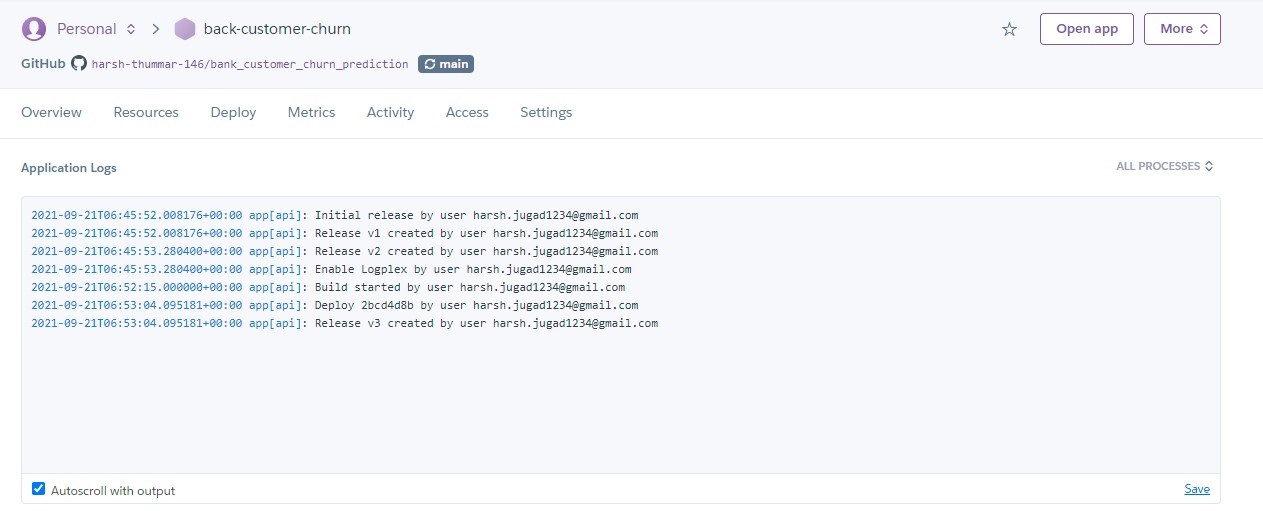 Personal back-customer-churn Open app More
GitHub harsh-thummar-146/bank_customer_churn_prediction main
Overview Resources Deploy Metrics Activity Access Settings
Application Logs ALL PROCESSES
2021-09-21T06:45:52.008176+00:00 app[api]: Initial release by user harsh.jugad1234@gmail.com
2021-09-21T06:45:52.008176+00:00 app[api]: Release v1 created by user harsh.jugad1234@gmail.com
2021-09-21T06:45:53.280400+00:00 app[api]: Release v2 created by user harsh.jugad1234@gmail.com
2021-09-21T06:45:53.280400+00:00 app[api]: Enable Logplex by user harsh.jugad1234@gmail.com
2021-09-21T06:52:15.000000+00:00 app[api]: Build started by user harsh.jugad1234@gmail.com
2021-09-21T06:53:04.095181+00:00 app[api]: Deploy 2bcd4d8b by user harsh.jugad1234@gmail.com
2021-09-21T06:53:04.095181+00:00 app[api]: Release v3 created by user harsh.jugad1234@gmail.com
Autoscroll with output Save